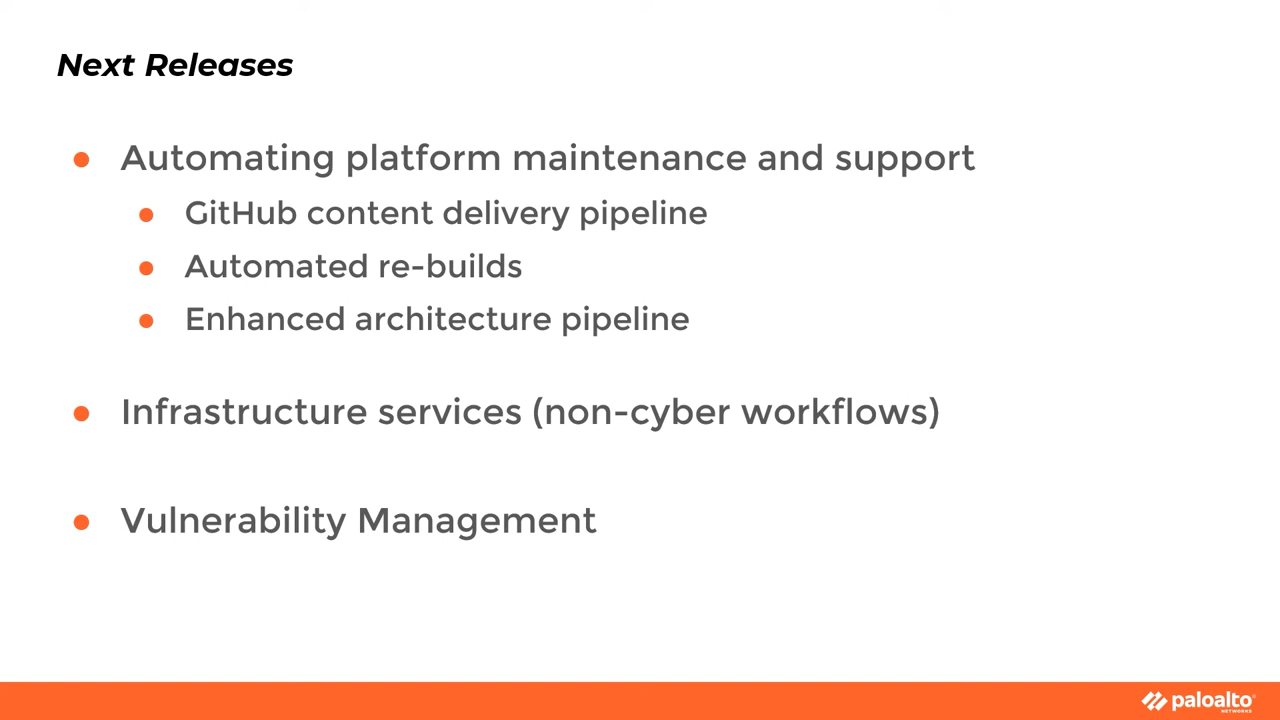 Next Releases
● Automating platform maintenance and support
● GitHub content delivery pipeline
● Automated re-builds
● Enhanced architecture pipeline
● Infrastructure services (non-cyber workflows)
● Vulnerability Management
paloalto
NETWORKS